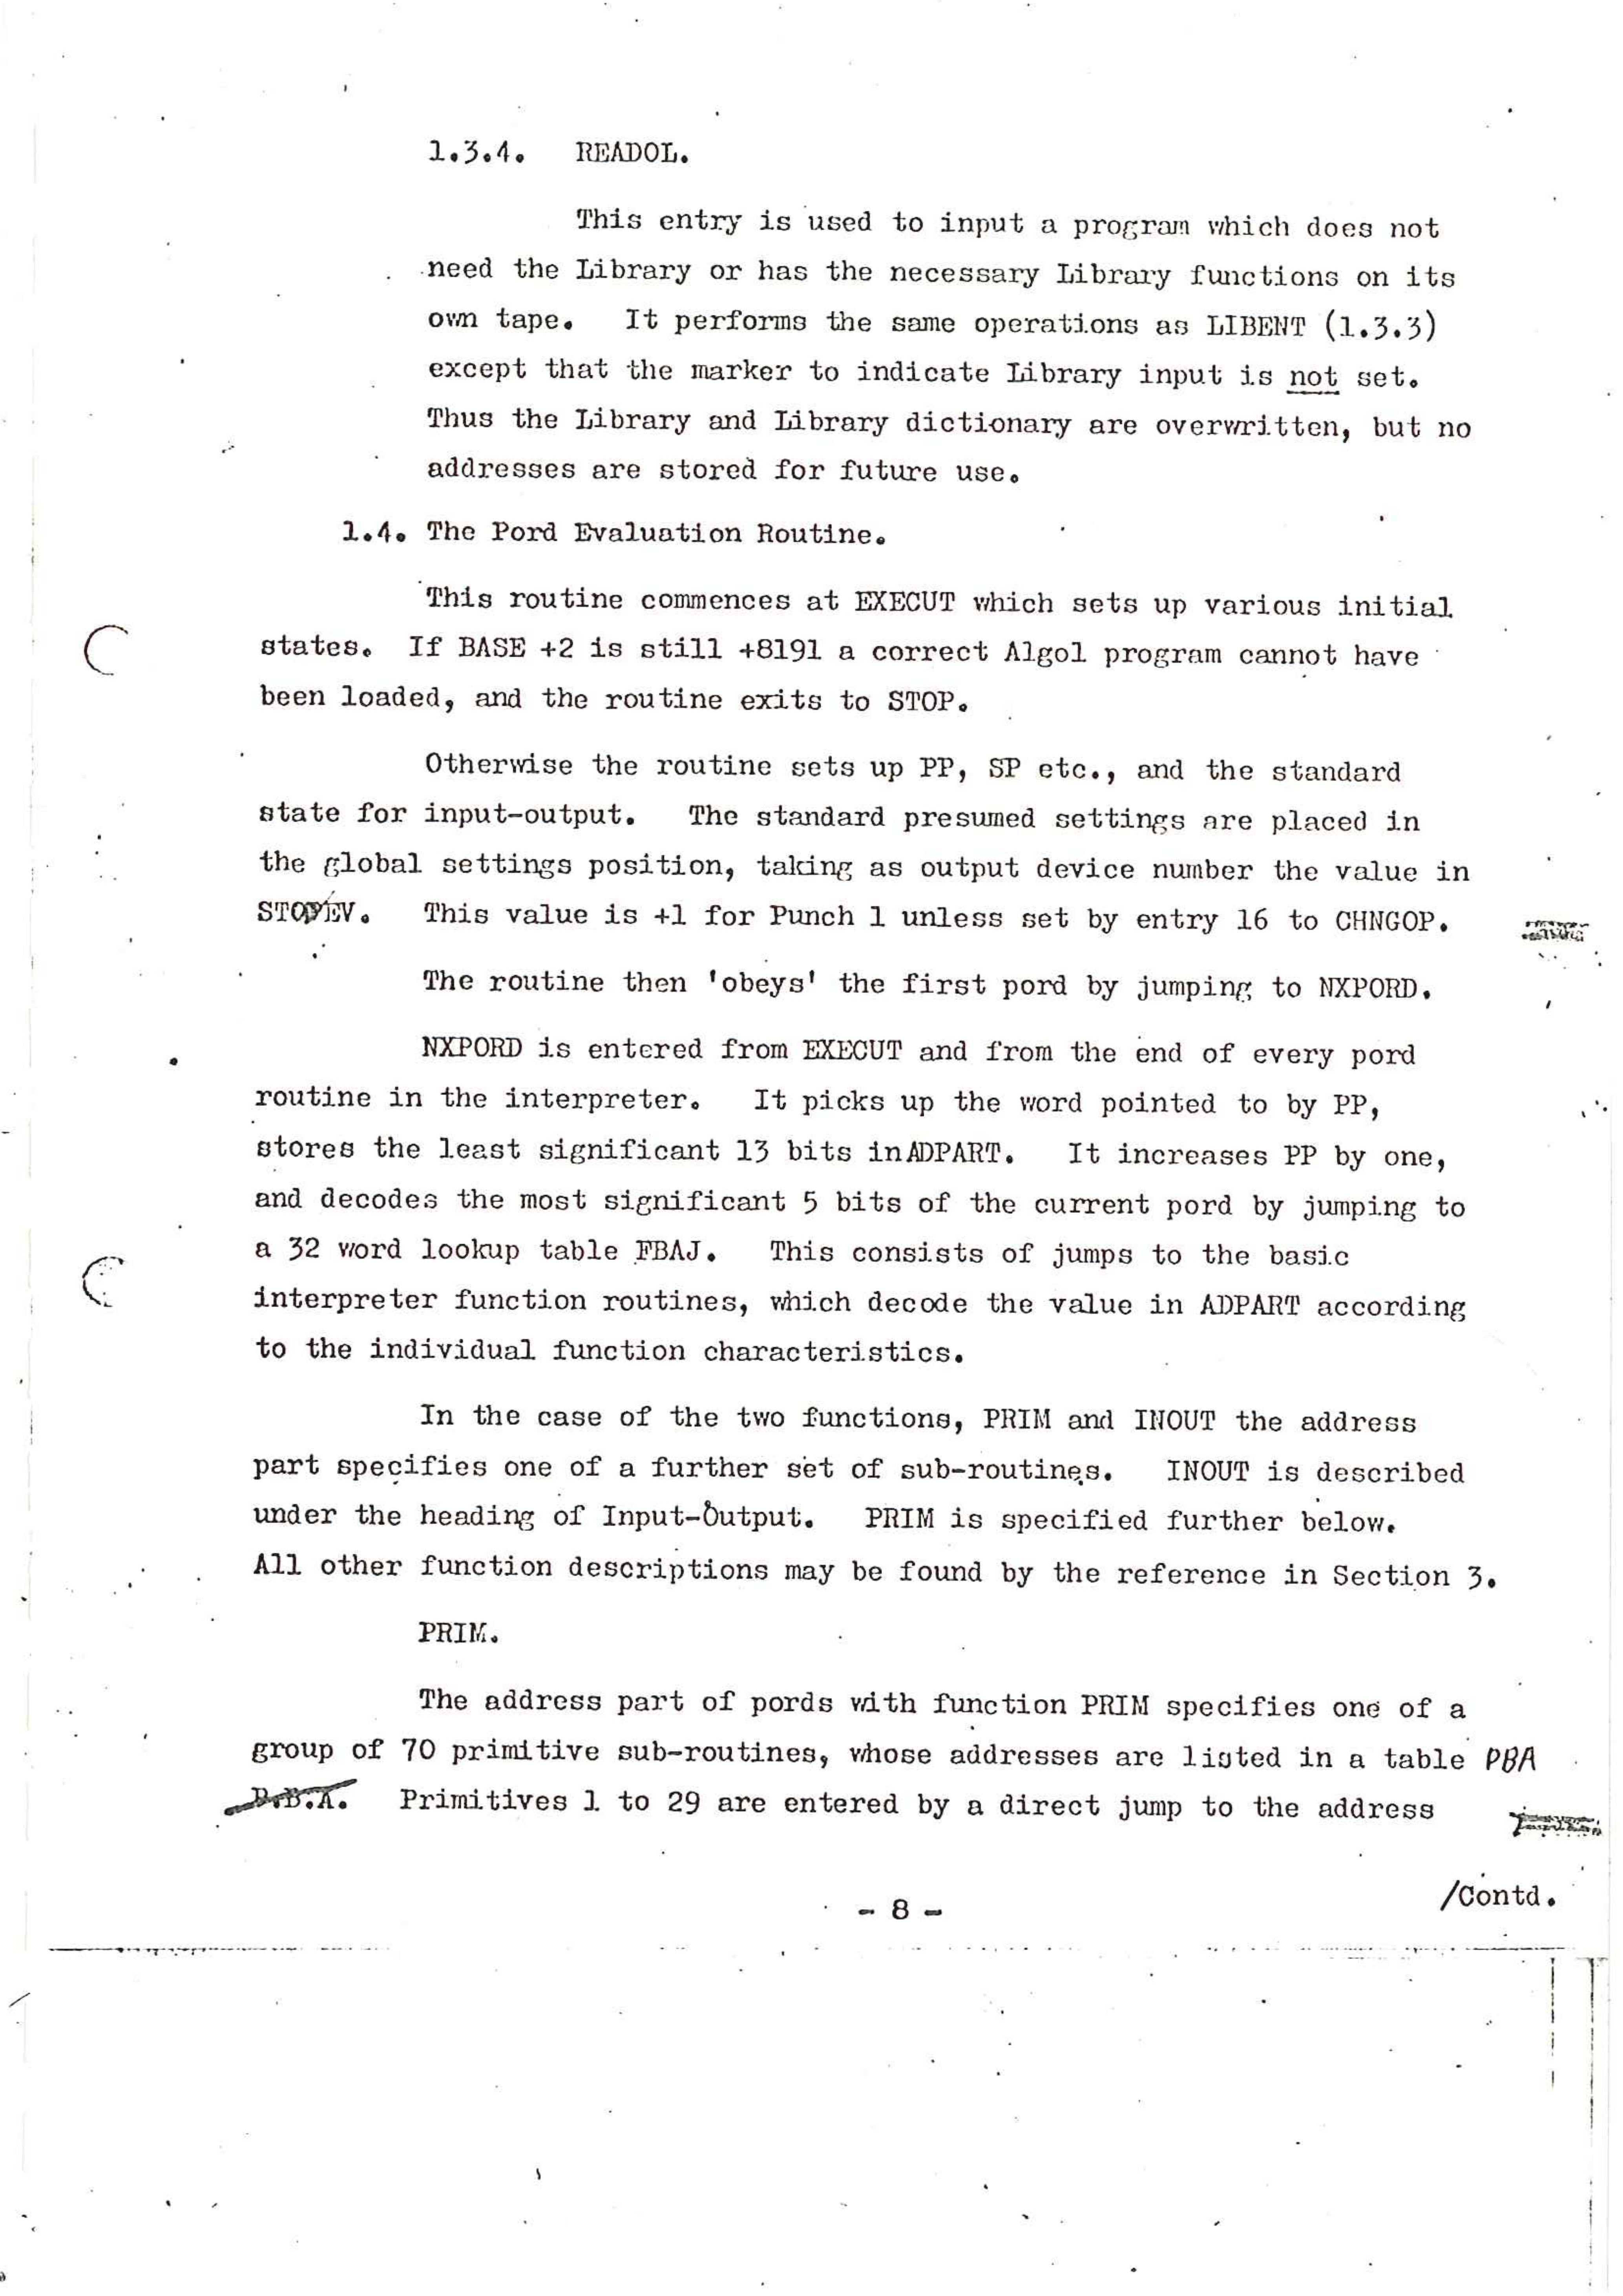 1.3.4. READOL.
This entry is used to input a program which does not
need the Library or has the necessary Library functions on its
own tape. It performs the same operations as LIBENT (1.3.3)
except that the marker to indicate Library input is not set.
Thus the Library and Library dictionary are overwritten, but no
addresses are stored for future use.
1.4. The Pord Evaluation Routine.
This routine commences at EXECUT which sets up various initial
states. If BASE +2 is still +8191 a correct Algol program cannot have
been loaded, and the routine exits to STOP.
Otherwise the routine sets up PP, SP etc., and the standard
state for input-output. The standard presumed settings are placed in
the global settings position, taking as output device number the value in
This value is +1 for Punch 1 unless set by entry 16 to CHNGOP.
The routine then 'obeys' the first pord by jumping to NXPORD.
NXPORD is entered from EXECUT and from the end of every pord
routine in the interpreter. It picks up the word pointed to by PP,
stores the least significant 13 bits inADPART. It increases PP by one,
and decodes the most significant 5 bits of the current pord by jumping to
a 32 word lookup table FBAJ. This consists of jumps to the basic
interpreter function routines, which decode the value in ADPART according
to the individual function characteristics.
In the case of the two functions, PRIM and INOUT the address
part specifies one of a further set of sub-routines. INOUT is described
under the heading of Input-Output. PRIM is specified further below.
All other function descriptions may be found by the reference in Section 3.
PRIM.
The address part of pords with function PRIM specifies one of a
group of 70 primitive sub-routines, whose addresses are listed in a table PBA
Primitives 1 to 29 are entered by a direct jump to the address
/Contd.
- 8 -